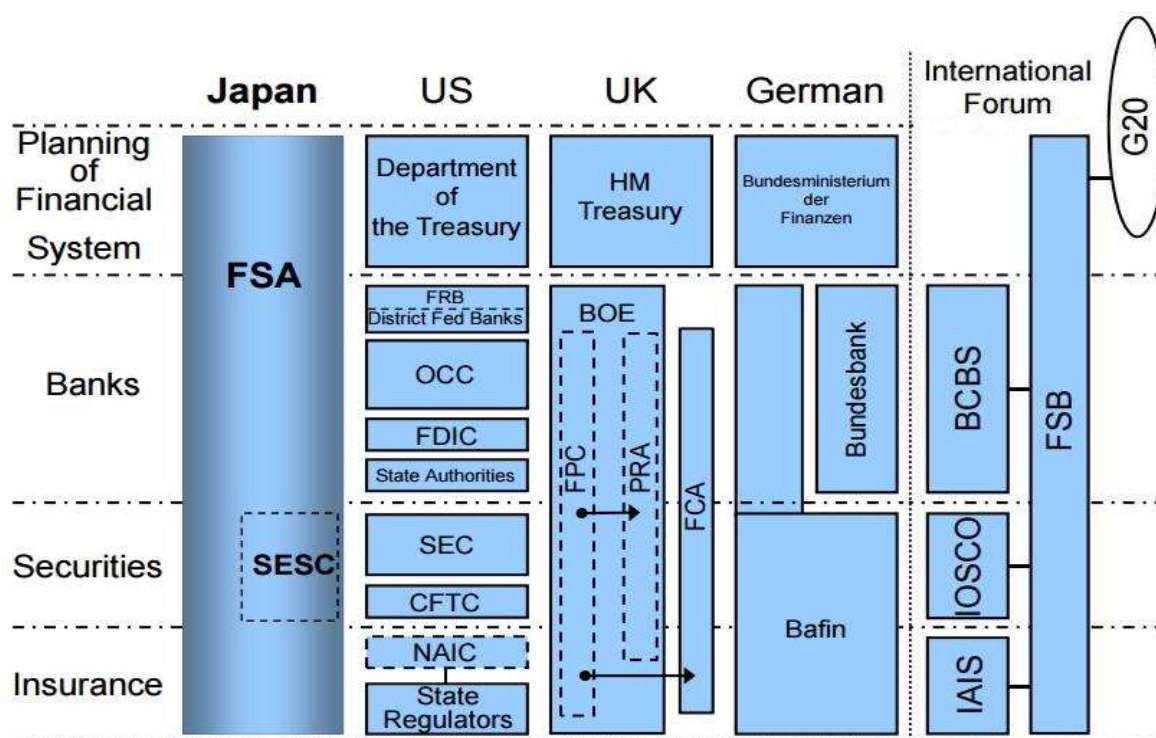 Japan
US
UK
German
International
Forum
G20
Planning
of
Financial
System
FSA
Department
of
the Treasury
HM
Treasury
Bundesministerium
der
Finanzen
Banks
FRB
District Fed Banks
OCC
FDIC
State Authorities
BOE
FPC
PRA
FCA
Bundesbank
BCBS
FSB
Securities
SESC
SEC
CFTC
Bafin
IOSCO
Insurance
NAIC
State
Regulators
IAIS